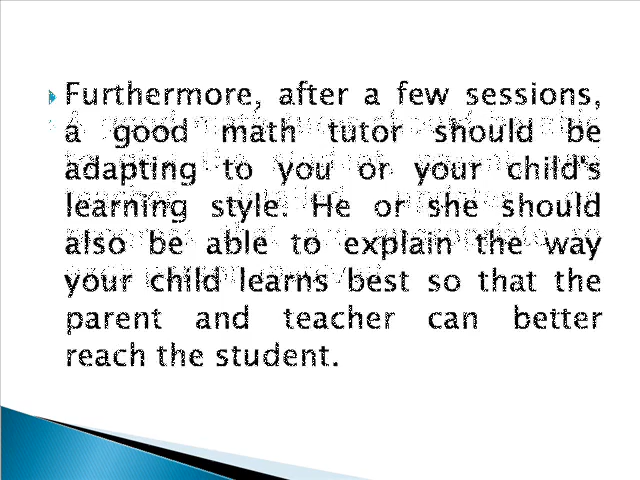 Furthermore, after a few sessions,
a good math tutor should be
adapting to you or your child's
learning style. He or she should
also be able to explain the way
your child learns best so that the
parent and teacher can better
reach the student.